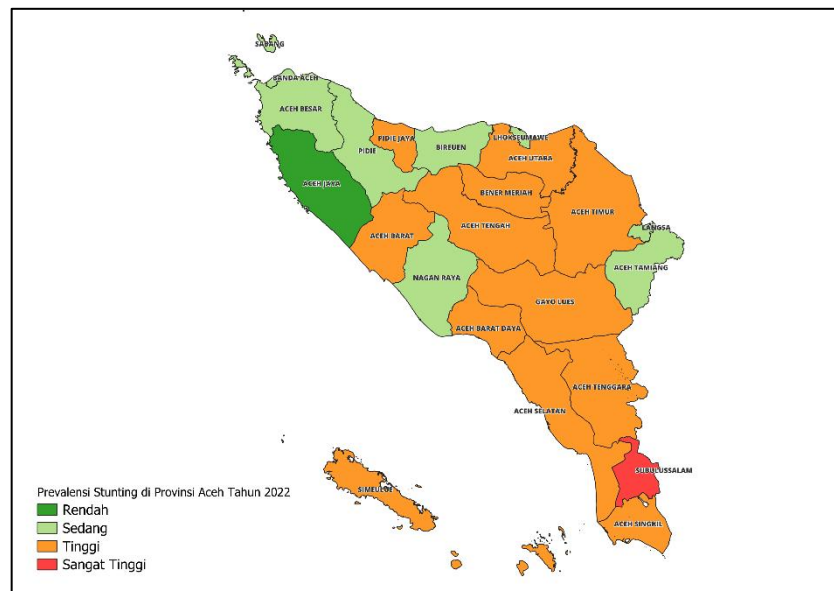 SABANG
BANDA ACEH
ACEH BESAR
PIDIE JAYA
LHOKSEUMAWE
PIDIE
BIREUEN
ACEH UTARA
ACEH JAYA
BENER MERIAH
ACEH TIMUR
ACEH BARAT
ACEH TENGAH
LANGSA
NAGAN RAYA
ACEH TAMIANG
GAYO LUES
ACEH BARAT DAYA
ACEH TENGGARA
ACEH SELATAN
SUBULUSSALAM
SIMEULUE
ACEH SINGKIL
Prevalensi Stunting di Provinsi Aceh Tahun 2022
Rendah
Sedang
Tinggi
Sangat Tinggi